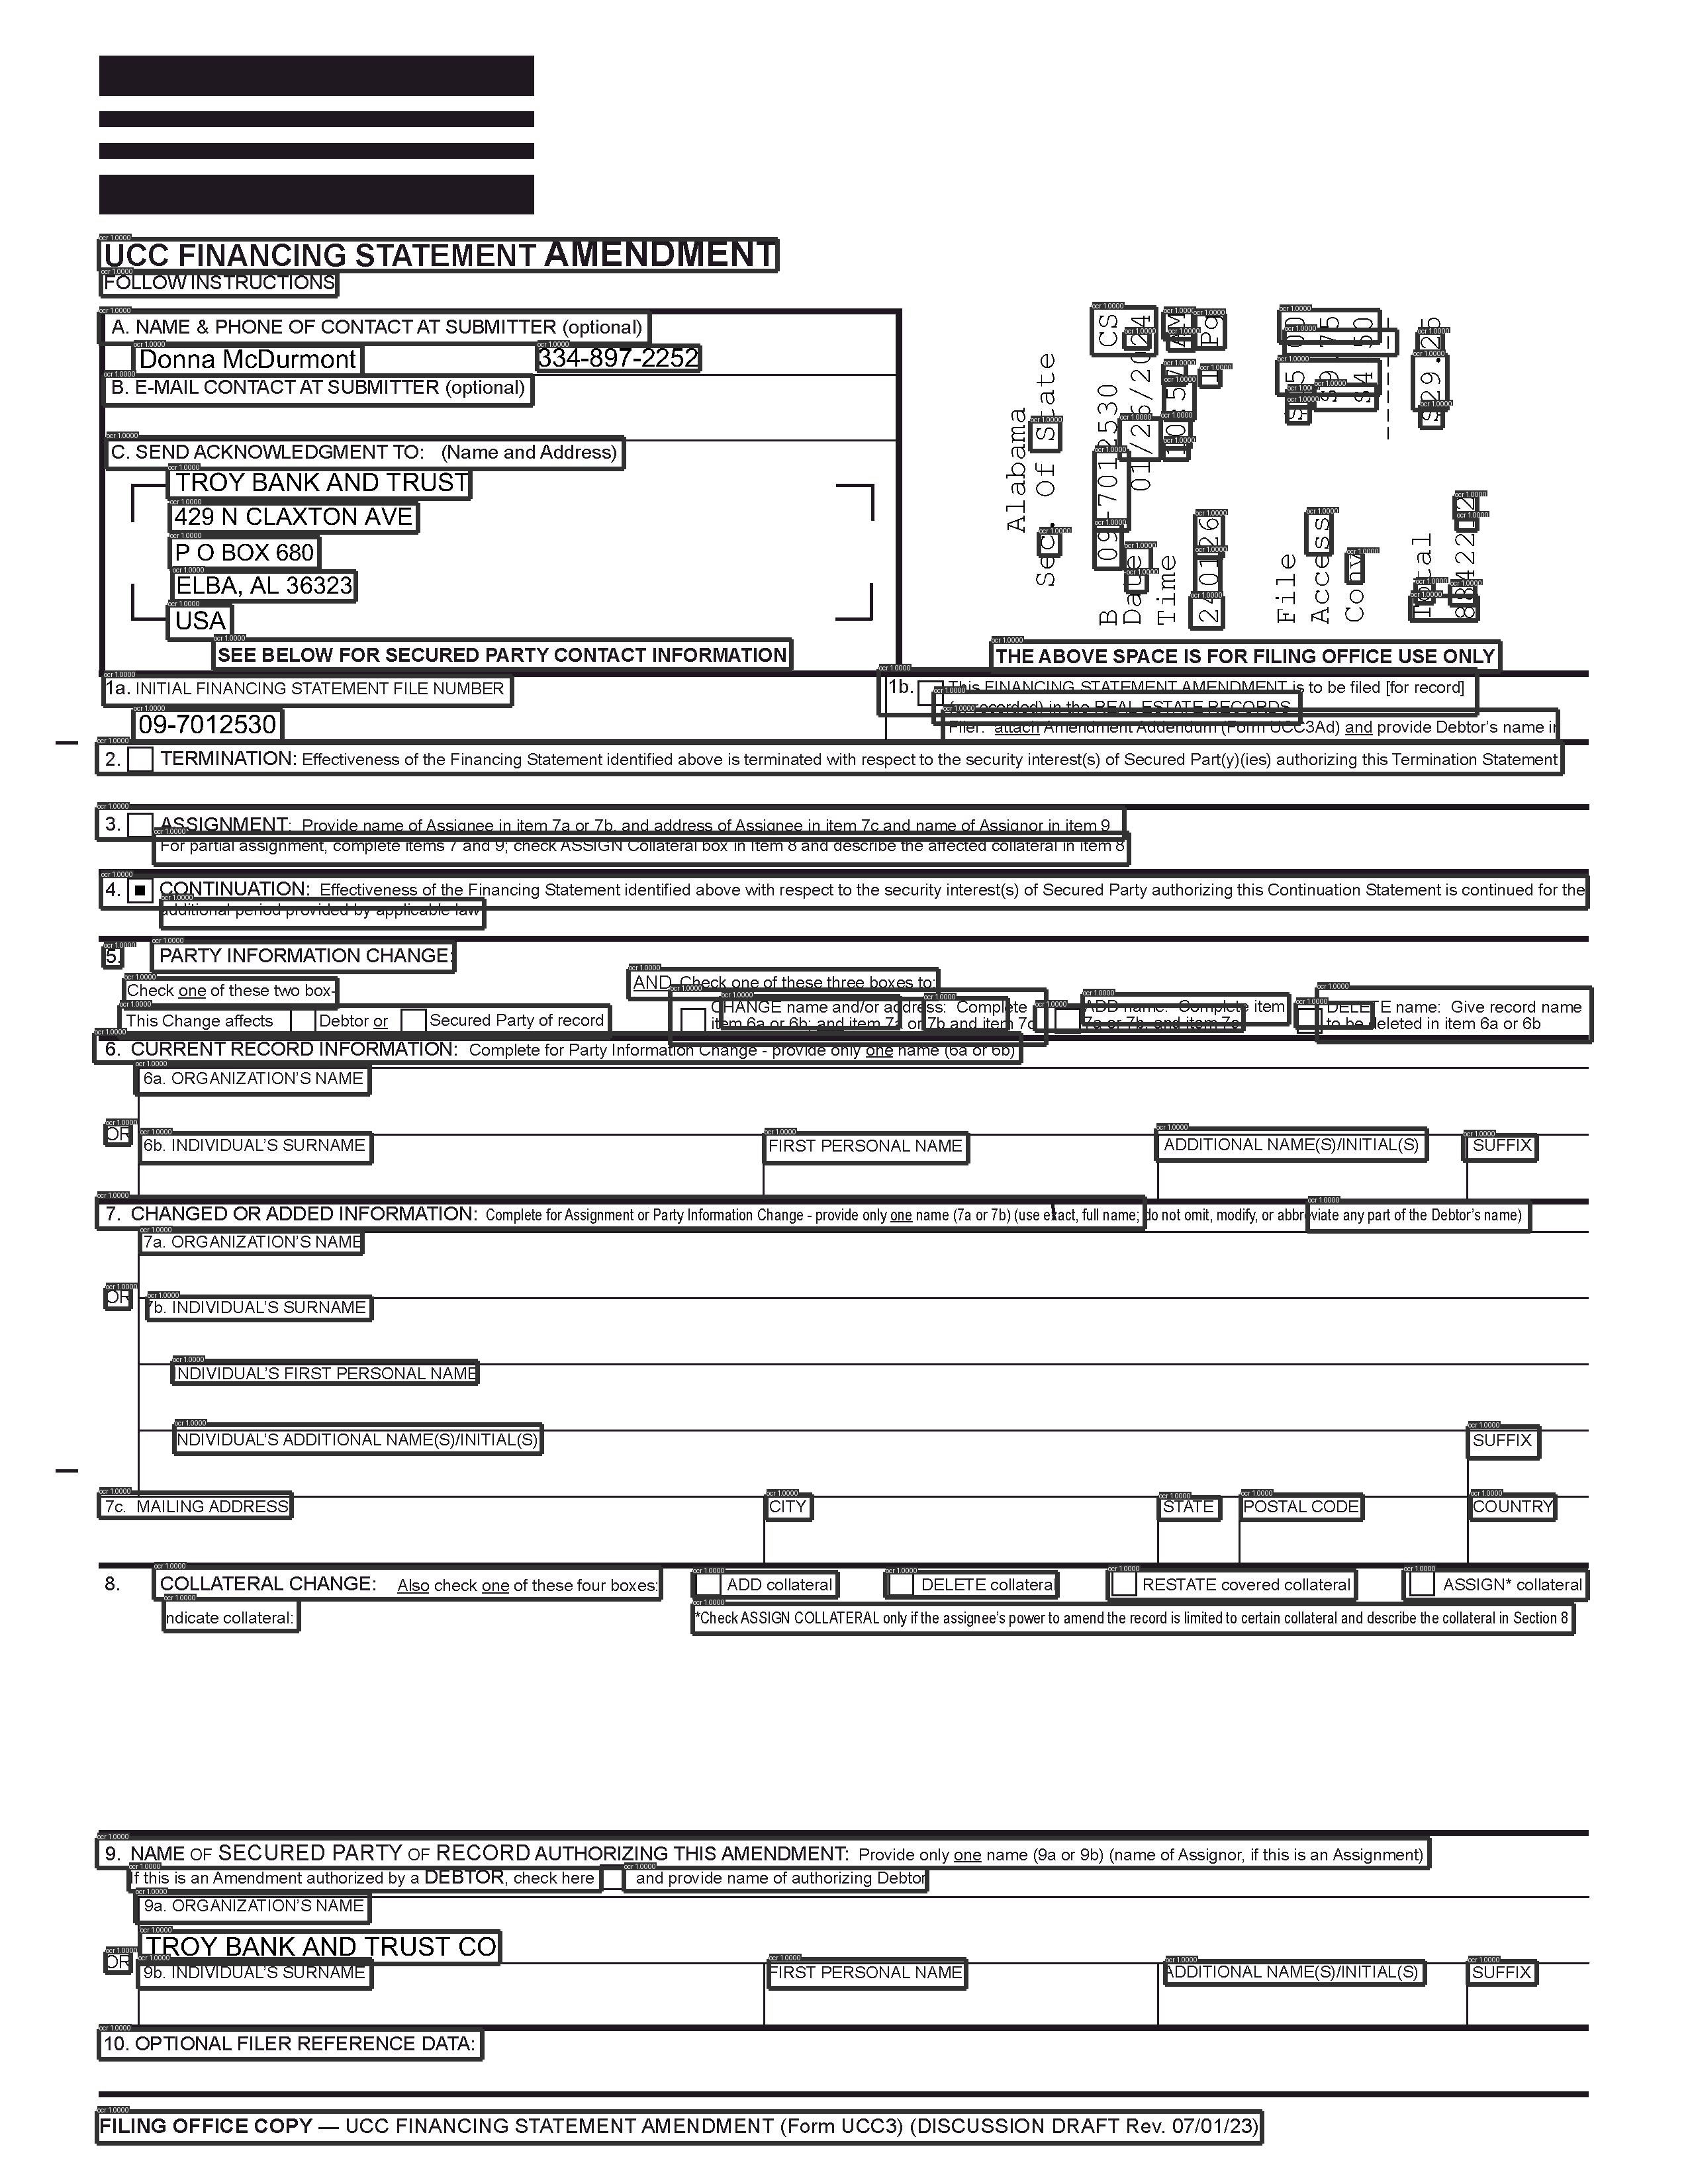 UCC FINANCING STATEMENT AMENDMENT
FOLLOW INSTRUCTIONS
A. NAME & PHONE OF CONTACT AT SUBMITTER (optional)
Donna McDurmont 334-897-2252
B. E-MAIL CONTACT AT SUBMITTER (optional)
C. SEND ACKNOWLEDGMENT TO: (Name and Address)
TROY BANK AND TRUST
429 N CLAXTON AVE
P O BOX 680
ELBA, AL 36323
USA
SEE BELOW FOR SECURED PARTY CONTACT INFORMATION
Alabama
Sec. Of State
B 09-7012530 CS
Date 01/26/2024
Time 10:57 AM
File
Access
Conv
Total
THE ABOVE SPACE IS FOR FILING OFFICE USE ONLY
1a. INITIAL FINANCING STATEMENT FILE NUMBER
09-7012530
1b. This FINANCING STATEMENT AMENDMENT is to be filed [for record]
(or recorded) in the REAL ESTATE RECORDS
Filer: attach Amendment Addendum (Form UCC3Ad) and provide Debtor's name in
2. TERMINATION: Effectiveness of the Financing Statement identified above is terminated with respect to the security interest(s) of Secured Part(y)(ies) authorizing this Termination Statement
3. ASSIGNMENT: Provide name of Assignee in item 7a or 7b, and address of Assignee in item 7c and name of Assignor in item 9
For partial assignment, complete items 7 and 9; check ASSIGN Collateral box in Item 8 and describe the affected collateral in item 8
4. CONTINUATION: Effectiveness of the Financing Statement identified above with respect to the security interest(s) of Secured Party authorizing this Continuation Statement is continued for the
additional period provided by applicable law
5. PARTY INFORMATION CHANGE:
Check one of these two box-
AND Check one of these three boxes to:
This Change affects Debtor or Secured Party of record
CHANGE name and/or address: Complete
item 6a or 6b; and item 7a or 7b and item 7c
ADD name: Complete item
7a or 7b, and item 7c
DELETE name: Give record name
to be deleted in item 6a or 6b
6. CURRENT RECORD INFORMATION: Complete for Party Information Change - provide only one name (6a or 6b)
6a. ORGANIZATION'S NAME
OR
6b. INDIVIDUAL'S SURNAME FIRST PERSONAL NAME ADDITIONAL NAME(S)/INITIAL(S) SUFFIX
7. CHANGED OR ADDED INFORMATION: Complete for Assignment or Party Information Change - provide only one name (7a or 7b) (use exact, full name; do not omit, modify, or abbreviate any part of the Debtor's name)
7a. ORGANIZATION'S NAME
OR
7b. INDIVIDUAL'S SURNAME
INDIVIDUAL'S FIRST PERSONAL NAME
INDIVIDUAL'S ADDITIONAL NAME(S)/INITIAL(S) SUFFIX
7c. MAILING ADDRESS CITY STATE POSTAL CODE COUNTRY
8. COLLATERAL CHANGE: Also check one of these four boxes: ADD collateral DELETE collateral RESTATE covered collateral ASSIGN* collateral
Indicate collateral: *Check ASSIGN COLLATERAL only if the assignee's power to amend the record is limited to certain collateral and describe the collateral in Section 8
9. NAME OF SECURED PARTY OF RECORD AUTHORIZING THIS AMENDMENT: Provide only one name (9a or 9b) (name of Assignor, if this is an Assignment)
If this is an Amendment authorized by a DEBTOR, check here and provide name of authorizing Debtor
9a. ORGANIZATION'S NAME
TROY BANK AND TRUST CO
OR
9b. INDIVIDUAL'S SURNAME FIRST PERSONAL NAME ADDITIONAL NAME(S)/INITIAL(S) SUFFIX
10. OPTIONAL FILER REFERENCE DATA:
FILING OFFICE COPY — UCC FINANCING STATEMENT AMENDMENT (Form UCC3) (DISCUSSION DRAFT Rev. 07/01/23)